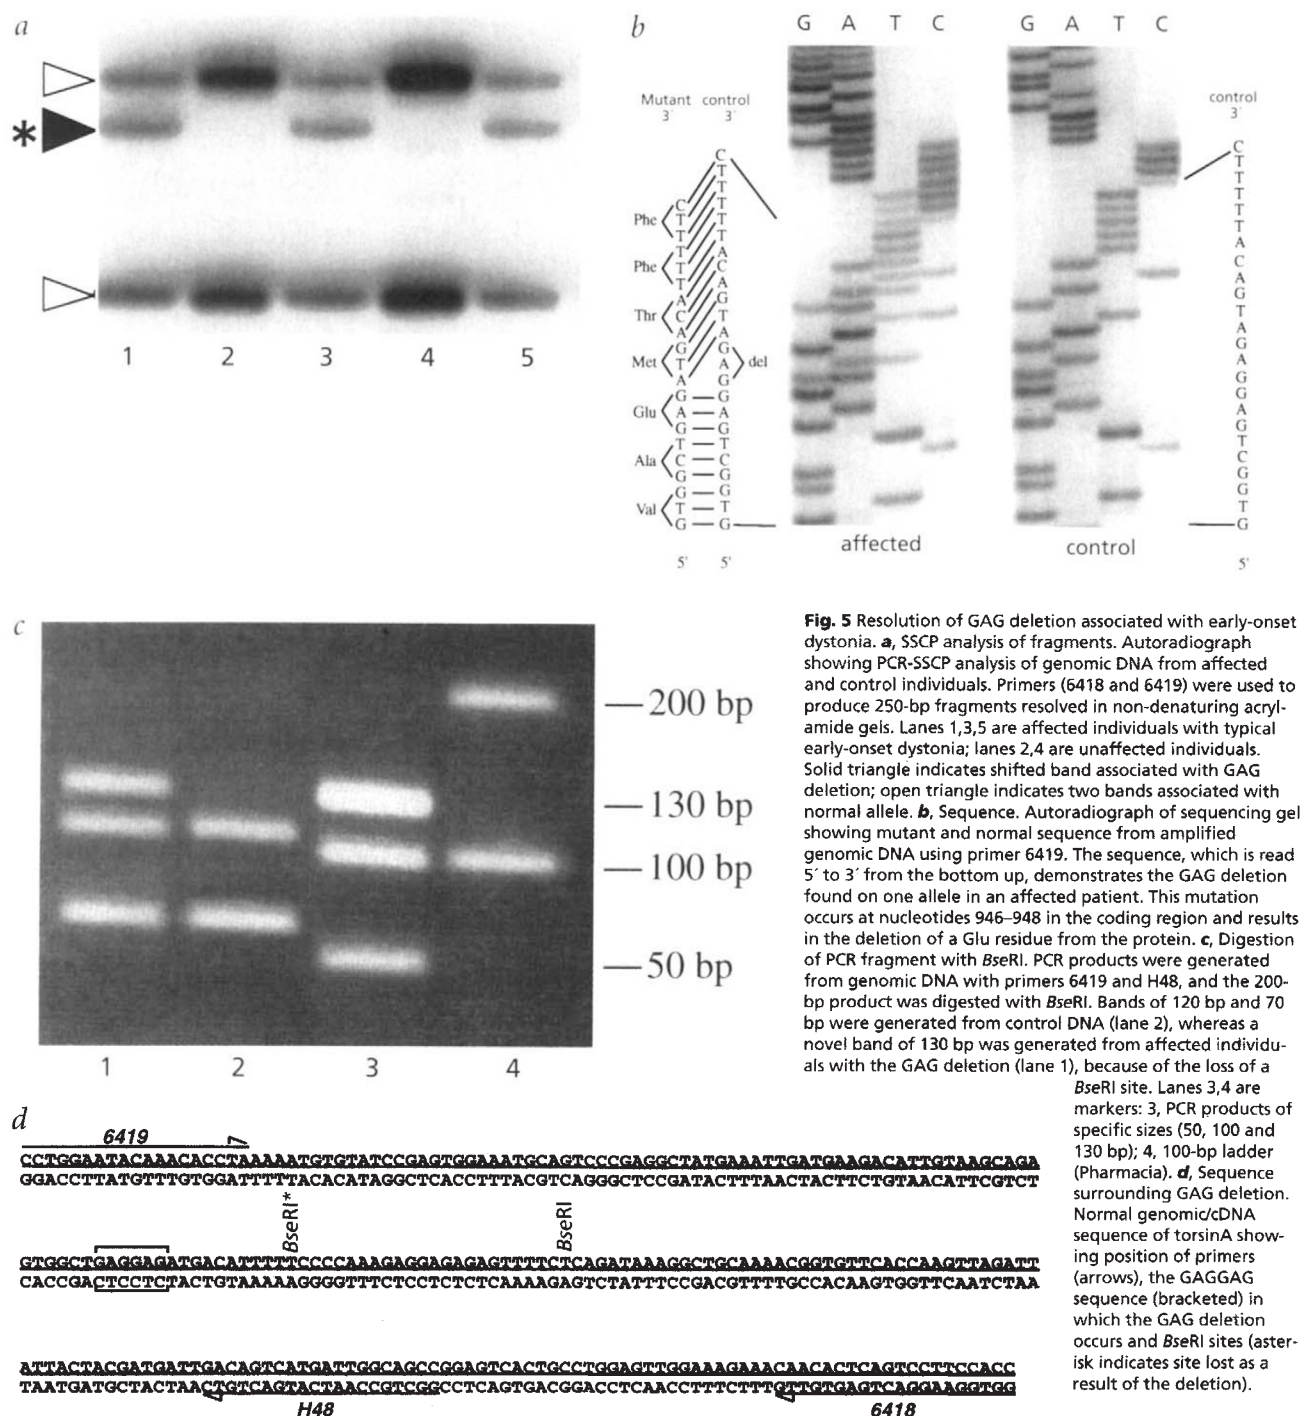 a
*
1 2 3 4 5
b
G A T C G A T C
Mutant control
3´ 3´
control
3´
C
T
T
T
T
T
A
C
A
G
T
A
G
A
G
G
A
G
T
C
G
G
T
G
Phe
Phe
Thr
Met
Glu
Ala
Val
C
T
T
T
T
T
A
C
A
G
T
A
G
A
G
T
C
G
G
T
G
del
C
T
T
T
T
T
A
C
A
G
T
A
G
A
G
G
A
G
T
C
G
G
T
G
5' 5'
affected
control
5'
c
200 bp
130 bp
100 bp
50 bp
1 2 3 4
Fig. 5 Resolution of GAG deletion associated with early-onset
dystonia. a, SSCP analysis of fragments. Autoradiograph
showing PCR-SSCP analysis of genomic DNA from affected
and control individuals. Primers (6418 and 6419) were used to
produce 250-bp fragments resolved in non-denaturing acryl-
amide gels. Lanes 1,3,5 are affected individuals with typical
early-onset dystonia; lanes 2,4 are unaffected individuals.
Solid triangle indicates shifted band associated with GAG
deletion; open triangle indicates two bands associated with
normal allele. b, Sequence. Autoradiograph of sequencing gel
showing mutant and normal sequence from amplified
genomic DNA using primer 6419. The sequence, which is read
5´ to 3´ from the bottom up, demonstrates the GAG deletion
found on one allele in an affected patient. This mutation
occurs at nucleotides 946–948 in the coding region and results
in the deletion of a Glu residue from the protein. c, Digestion
of PCR fragment with BseRI. PCR products were generated
from genomic DNA with primers 6419 and H48, and the 200-
bp product was digested with BseRI. Bands of 120 bp and 70
bp were generated from control DNA (lane 2), whereas a
novel band of 130 bp was generated from affected individu-
als with the GAG deletion (lane 1), because of the loss of a
BseRI site. Lanes 3,4 are
markers: 3, PCR products of
specific sizes (50, 100 and
130 bp); 4, 100-bp ladder
(Pharmacia). d, Sequence
surrounding GAG deletion.
Normal genomic/cDNA
sequence of torsinA show-
ing position of primers
(arrows), the GAGGAG
sequence (bracketed) in
which the GAG deletion
occurs and BseRI sites (aster-
isk indicates site lost as a
result of the deletion).
d
6419
CCTGGAATACAAACACCTAAAAATGTGTATCCGAGTGGAAATGCAGTCCCGAGGCTATGAAATTGATGAAGACATTGTAAGCAGA
GGACCTTATGTTTGTGGATTTTTACACATAGGCTCACCTTTACGTCAGGGCTCCGATACTTTAACTACTTCTGTAACATTCGTCT
BseRI* BseRI
GTGGCTGAGGAGATGACATTTTTCCCCAAAGAGGAGAGAGTTTTCTCAGATAAAGGCTGCAAAACGGTGTTCACCAAGTTAGATT
CACCGACTCCTCTACTGTAAAAAGGGGTTTCTCCTCTCTCAAAAGAGTCTATTTCCGACGTTTTGCCACAAGTGGTTCAATCTAA
ATTACTACGATGATTGACAGTCATGATTGGCAGCCGGAGTCACTGCCTGGAGTTGGAAAGAAACAACACTCAGTCCTTCCACC
TAATGATGCTACTAACTGTCAGTACTAACCGTCGGCCTCAGTGACGGACCTCAACCTTTCTTTGTTGTGAGTCAGGAAGGTGG
H48 6418